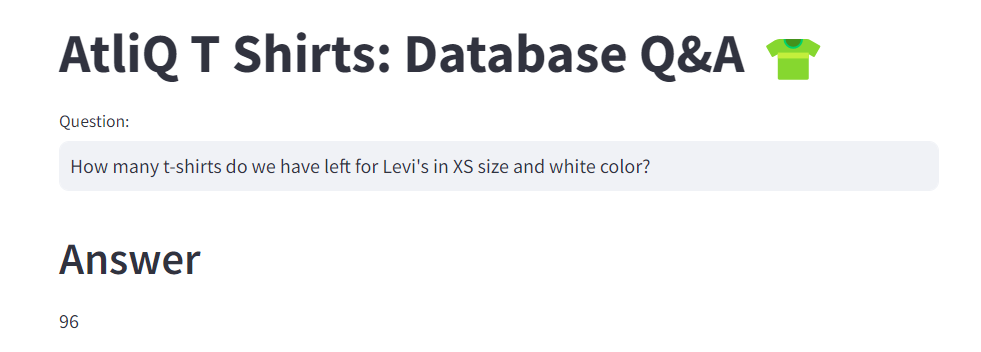 AtliQ T Shirts: Database Q&A
Question:
How many t-shirts do we have left for Levi's in XS size and white color?
Answer
96